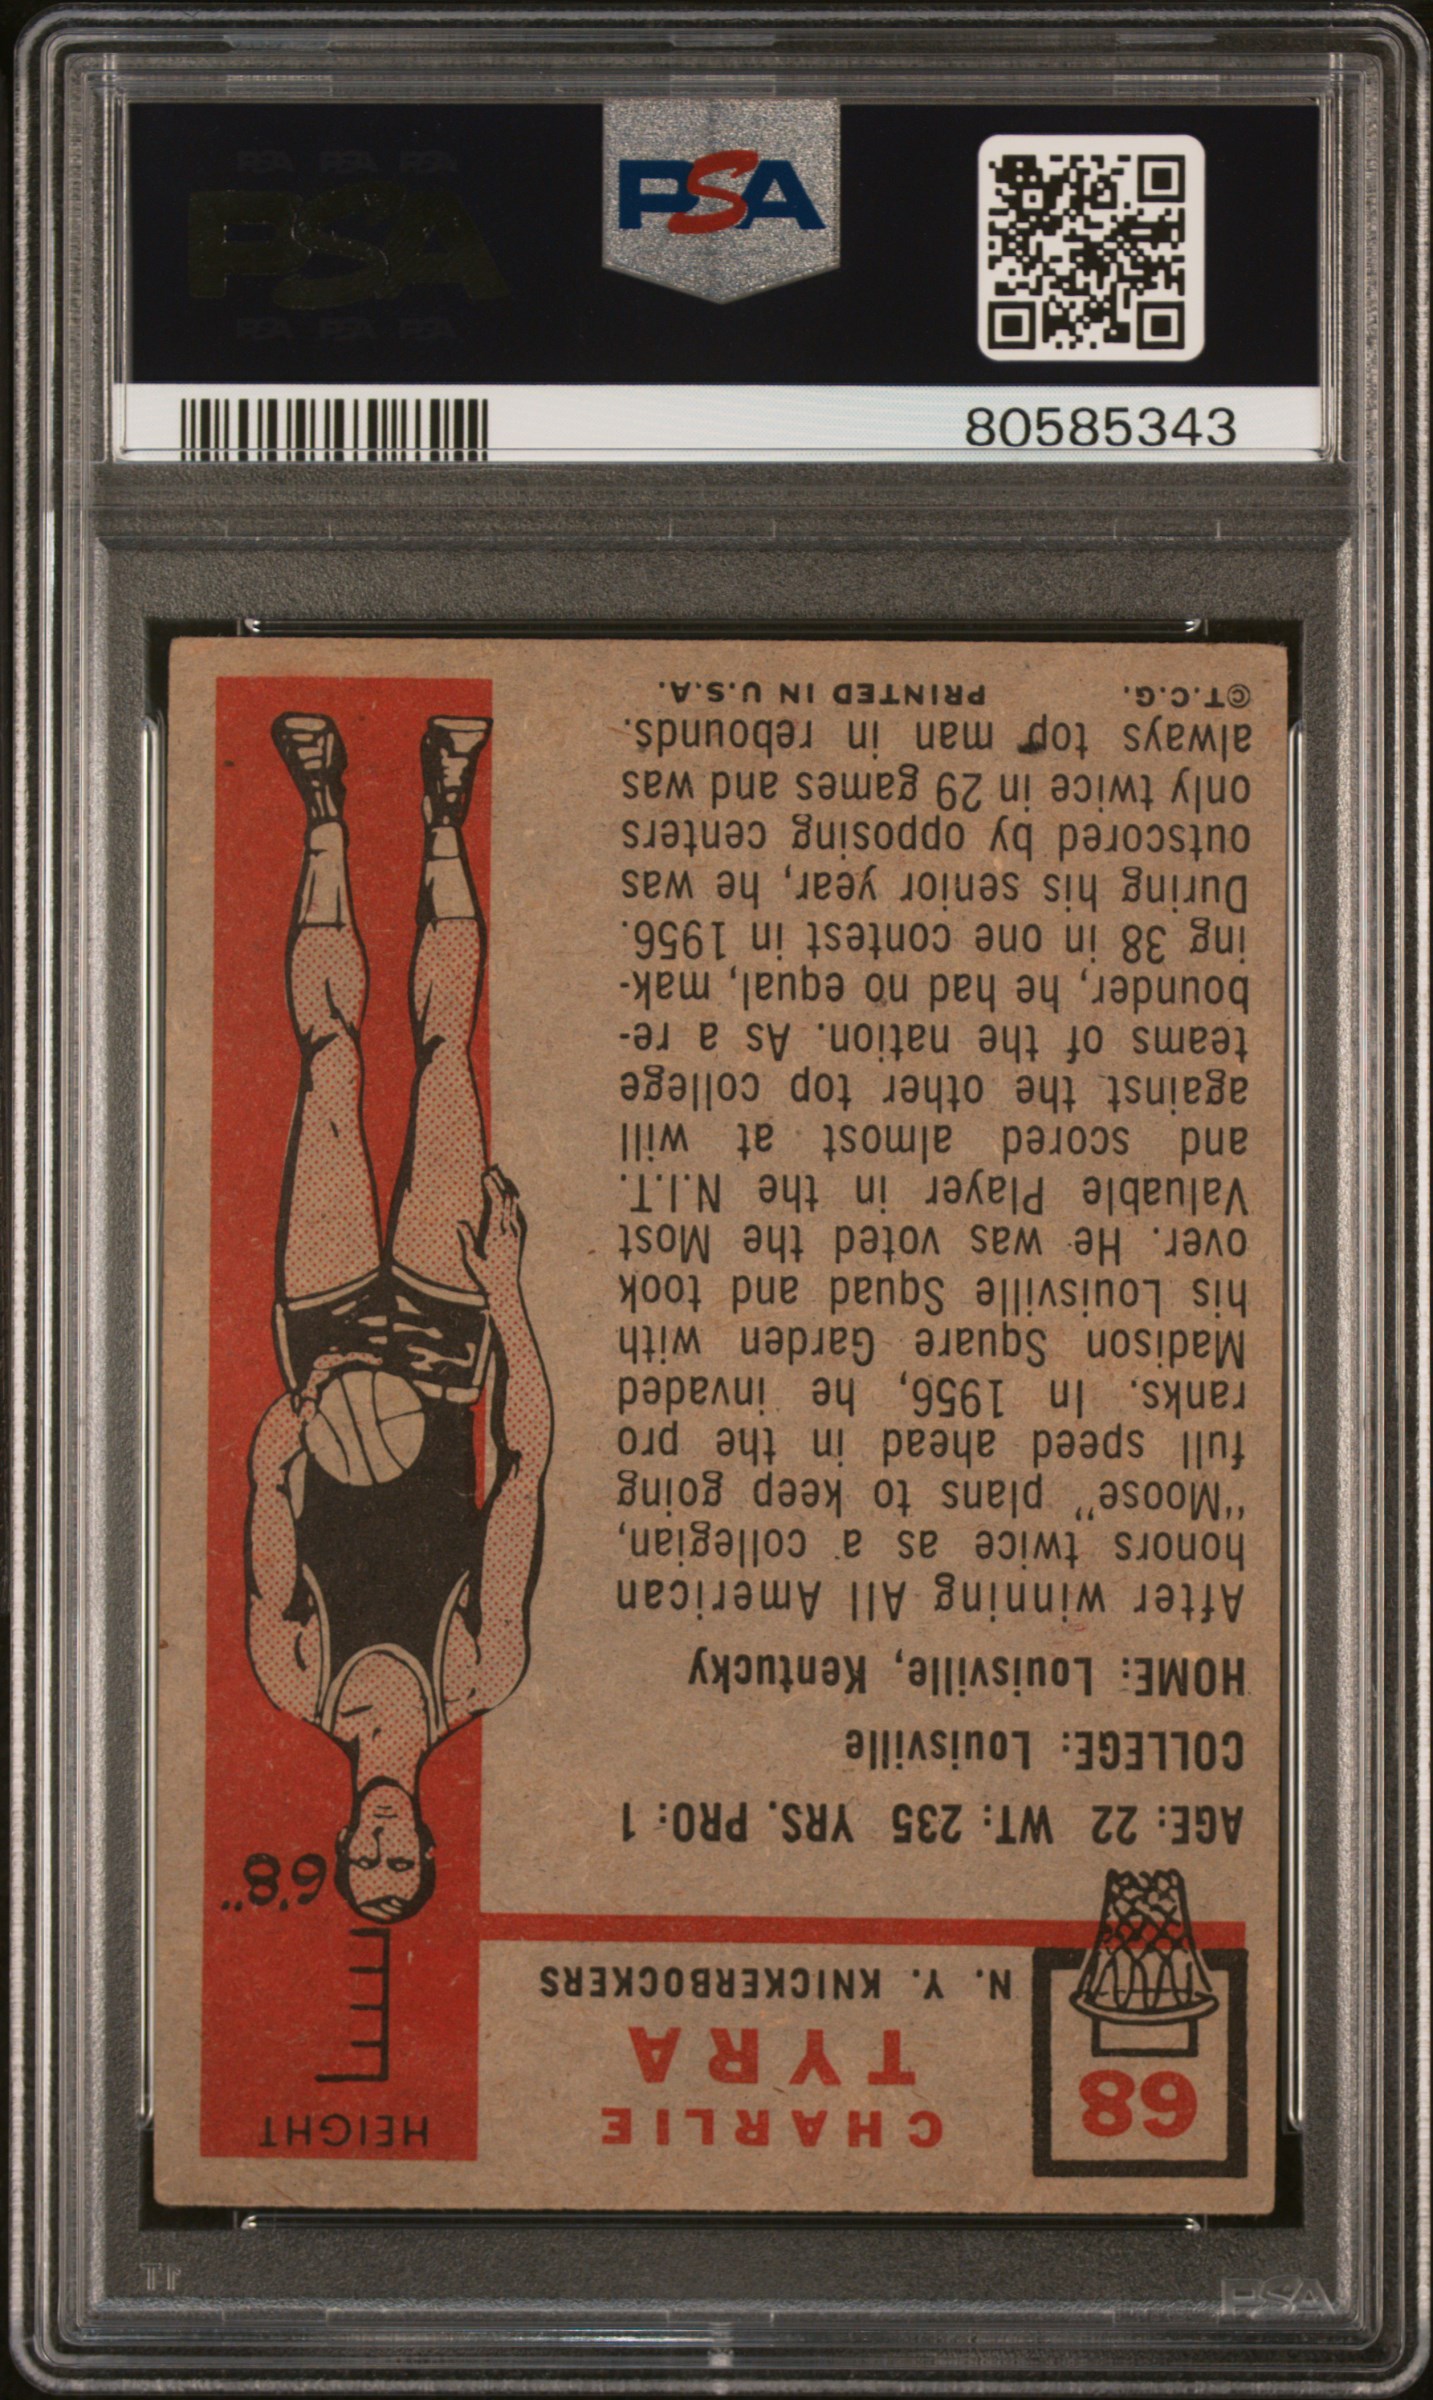 PSA
80585343
68
CHARLIE
TYRA
N. Y. KNICKERBOCKERS
HEIGHT
6'8"
AGE: 22 WT: 235 YRS. PRO: 1
COLLEGE: Louisville
HOME: Louisville, Kentucky
After winning All American
honors twice as a collegian,
"Moose" plans to keep going
full speed ahead in the pro
ranks. In 1956, he invaded
Madison Square Garden with
his Louisville Squad and took
over. He was voted the Most
Valuable Player in the N.I.T.
and scored almost at will
against the other top college
teams of the nation. As a re-
bounder, he had no equal, mak-
ing 38 in one contest in 1956.
During his senior year, he was
outscored by opposing centers
only twice in 29 games and was
always top man in rebounds.
©T.C.G. PRINTED IN U.S.A.
PSA